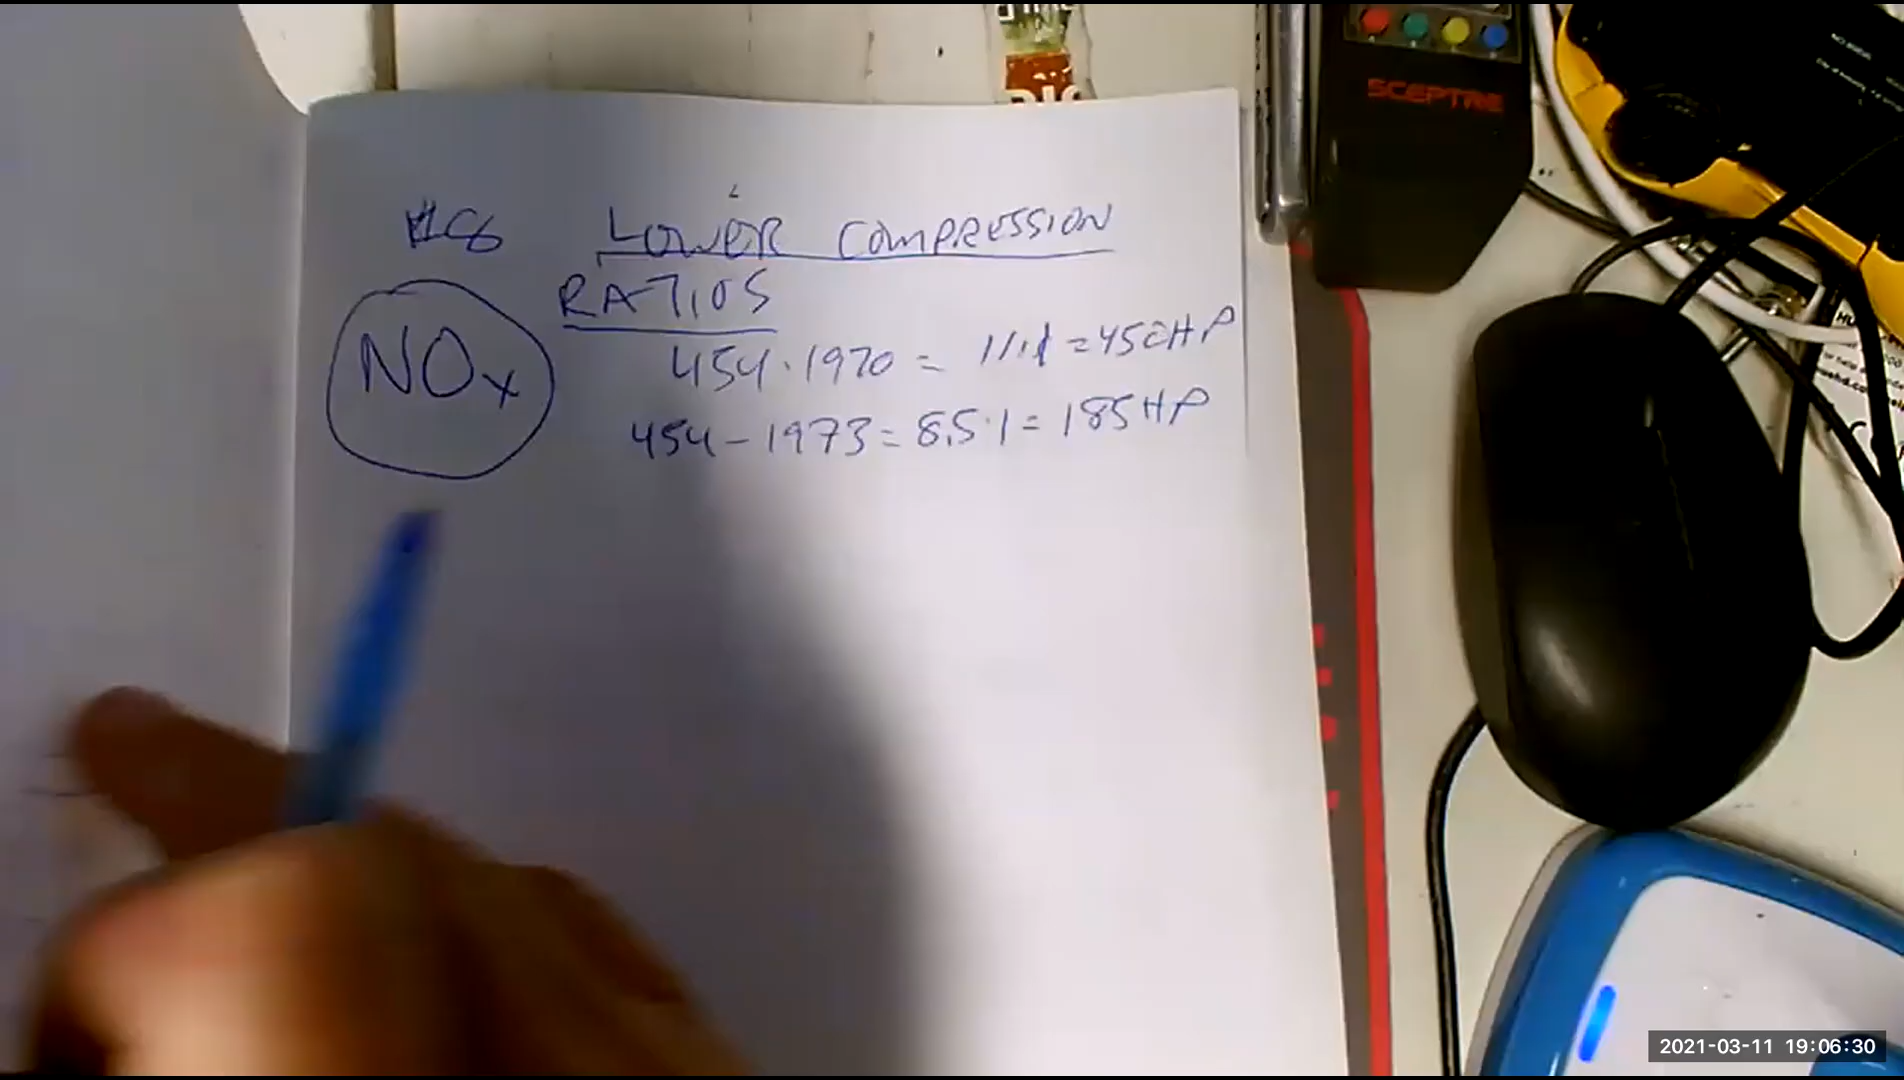 LOWER COMPRESSION
RATIOS
NOx
454 · 1970 = 11:1 = 450HP
454 - 1973 = 8.5:1 = 185HP
SCEPTRE
2021-03-11 19:06:30